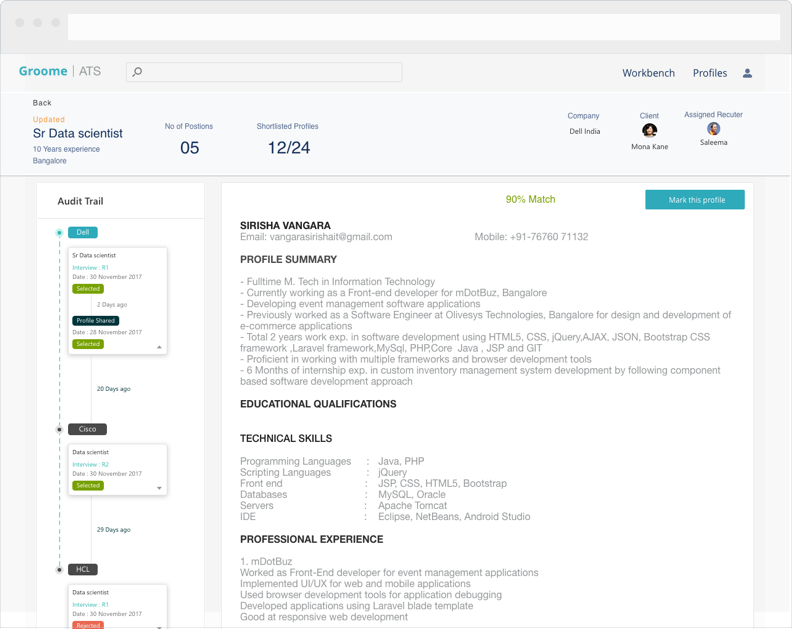 Groome | ATS
Workbench
Profiles
Back
Updated
Sr Data scientist
10 Years experience
Bangalore
No of Postions
05
Shortlisted Profiles
12/24
Company
Dell India
Client
Mona Kane
Assigned Recuter
Saleema
Audit Trail
Dell
Sr Data scientist
Interview : R1
Date : 30 November 2017
Selected
2 Days ago
Profile Shared
Date : 28 November 2017
Selected
20 Days ago
Cisco
Data scientist
Interview : R2
Date : 30 November 2017
Selected
29 Days ago
HCL
Data scientist
Interview : R1
Date : 30 November 2017
Rejected
90% Match
Mark this profile
SIRISHA VANGARA
Email: vangarasirishait@gmail.com
Mobile: +91-76760 71132
PROFILE SUMMARY
- Fulltime M. Tech in Information Technology
- Currently working as a Front-end developer for mDotBuz, Bangalore
- Developing event management software applications
- Previously worked as a Software Engineer at Olivesys Technologies, Bangalore for design and development of
e-commerce applications
- Total 2 years work exp. in software development using HTML5, CSS, jQuery,AJAX, JSON, Bootstrap CSS
framework ,Laravel framework,MySql, PHP,Core Java , JSP and GIT
- Proficient in working with multiple frameworks and browser development tools
- 6 Months of internship exp. in custom inventory management system development by following component
based software development approach
EDUCATIONAL QUALIFICATIONS
TECHNICAL SKILLS
Programming Languages : Java, PHP
Scripting Languages : jQuery
Front end : JSP, CSS, HTML5, Bootstrap
Databases : MySQL, Oracle
Servers : Apache Tomcat
IDE : Eclipse, NetBeans, Android Studio
PROFESSIONAL EXPERIENCE
1. mDotBuz
Worked as Front-End developer for event management applications
Implemented UI/UX for web and mobile applications
Used browser development tools for application debugging
Developed applications using Laravel blade template
Good at responsive web development